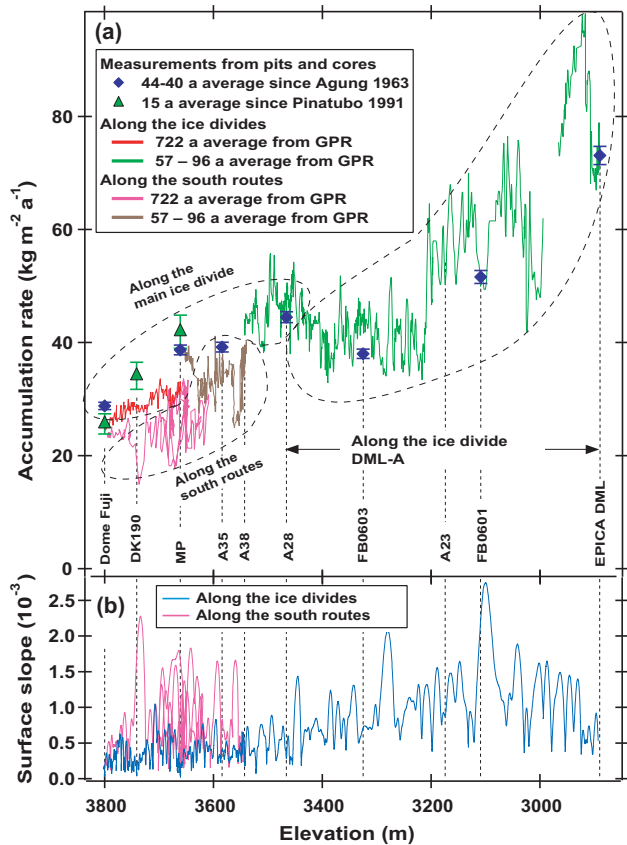 (a)
Measurements from pits and cores
44-40 a average since Agung 1963
15 a average since Pinatubo 1991
Along the ice divides
722 a average from GPR
57 – 96 a average from GPR
Along the south routes
722 a average from GPR
57 – 96 a average from GPR
Accumulation rate (kg m-2 a-1)
80
60
40
20
0
Along the
main ice divide
Along the
south routes
Along the ice divide
DML-A
Dome Fuji
DK190
MP
A35
A38
A28
FB0603
A23
FB0601
EPICA DML
(b)
Along the ice divides
Along the south routes
Surface slope (10-3)
2.5
2.0
1.5
1.0
0.5
0.0
3800
3600
3400
3200
3000
Elevation (m)